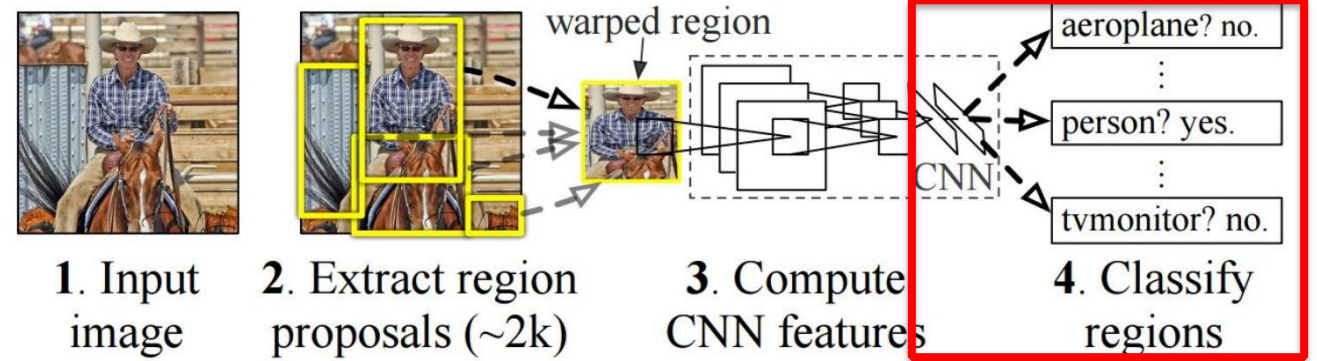 warped region
aeroplane? no.
person? yes.
tvmonitor? no.
CNN
1. Input
image
2. Extract region
proposals (~2k)
3. Compute
CNN features
4. Classify
regions